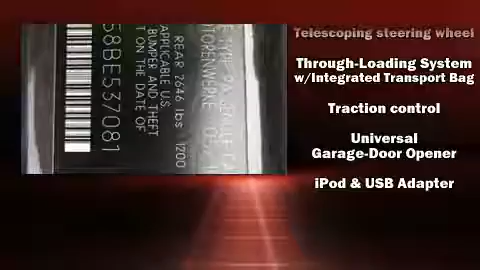 58BE537081
REAR 2646 lbs 1200
APPLICABLE U.S.
BUMPER AND THEFT
T ON THE DATE OF
Telescoping steering wheel
Through-Loading System
w/Integrated Transport Bag
Traction control
Universal
Garage-Door Opener
iPod & USB Adapter